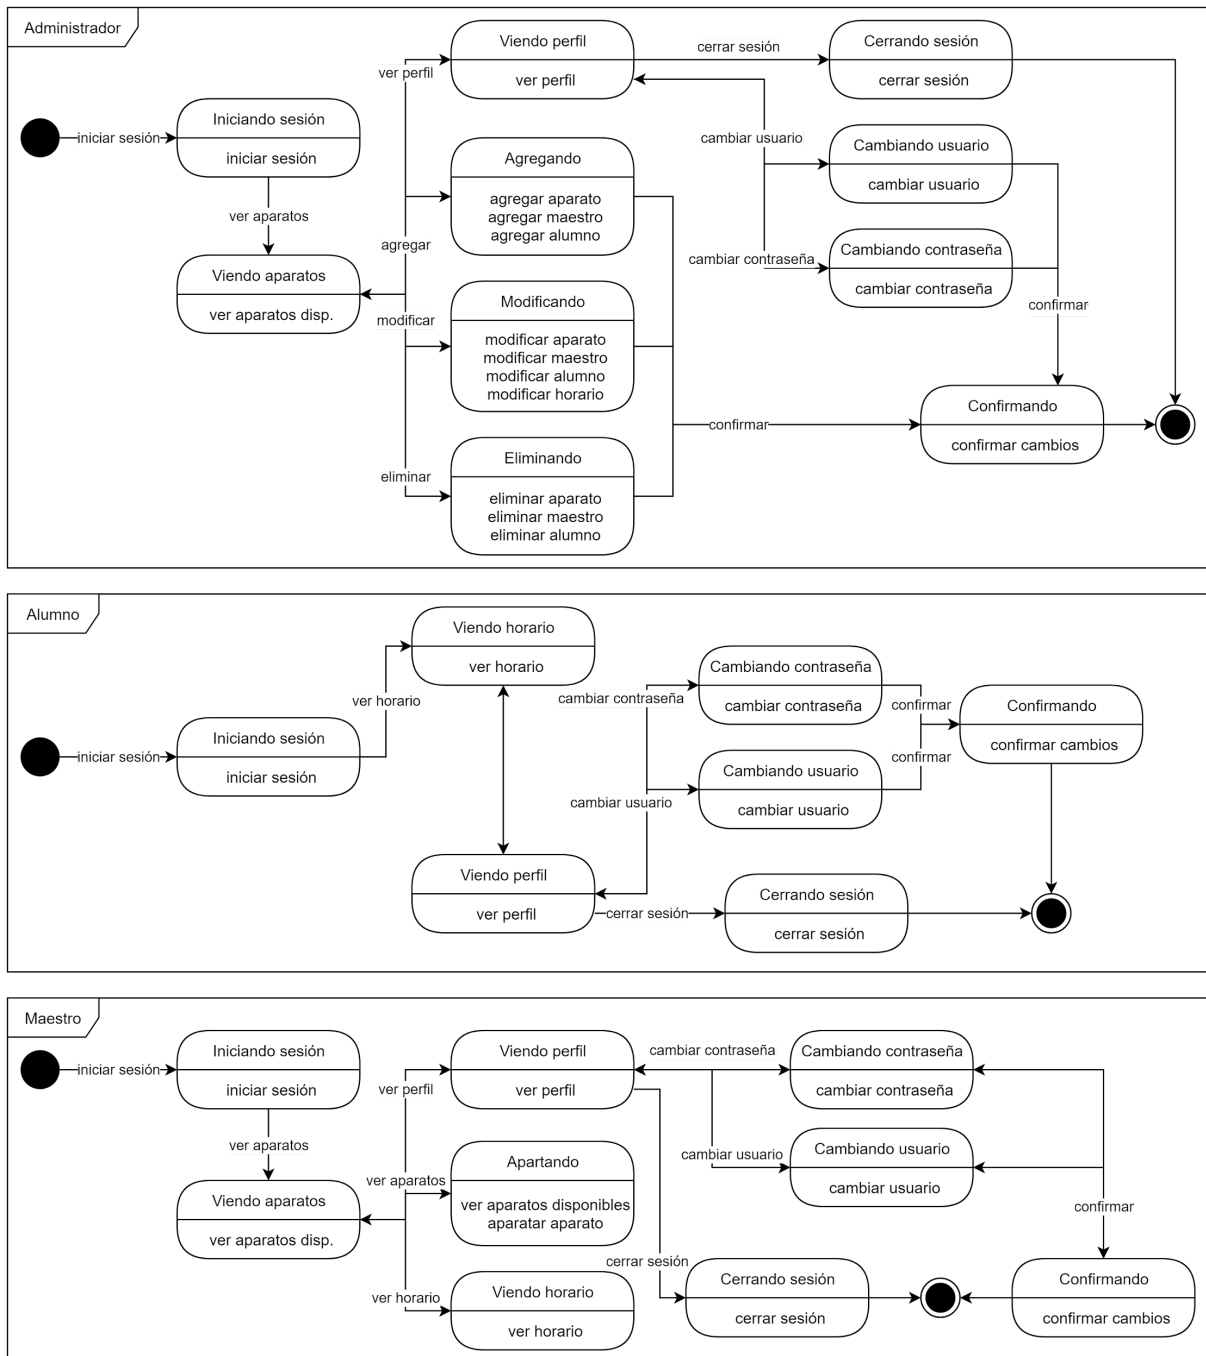 Administrador
iniciar sesión
Iniciando sesión
iniciar sesión
ver aparatos
Viendo aparatos
ver aparatos disp.
ver perfil
agregar
modificar
eliminar
Viendo perfil
ver perfil
Agregando
agregar aparato
agregar maestro
agregar alumno
Modificando
modificar aparato
modificar maestro
modificar alumno
modificar horario
Eliminando
eliminar aparato
eliminar maestro
eliminar alumno
cerrar sesión
cambiar usuario
cambiar contraseña
confirmar
Cerrando sesión
cerrar sesión
Cambiando usuario
cambiar usuario
Cambiando contraseña
cambiar contraseña
confirmar
Confirmando
confirmar cambios
Alumno
iniciar sesión
Iniciando sesión
iniciar sesión
ver horario
Viendo horario
ver horario
Viendo perfil
ver perfil
cambiar contraseña
cambiar usuario
cerrar sesión
Cambiando contraseña
cambiar contraseña
Cambiando usuario
cambiar usuario
Cerrando sesión
cerrar sesión
confirmar
confirmar
Confirmando
confirmar cambios
Maestro
iniciar sesión
Iniciando sesión
iniciar sesión
ver aparatos
Viendo aparatos
ver aparatos disp.
ver perfil
ver aparatos
ver horario
Viendo perfil
ver perfil
Apartando
ver aparatos disponibles
aparatar aparato
Viendo horario
ver horario
cambiar contraseña
cambiar usuario
cerrar sesión
Cambiando contraseña
cambiar contraseña
Cambiando usuario
cambiar usuario
Cerrando sesión
cerrar sesión
confirmar
Confirmando
confirmar cambios